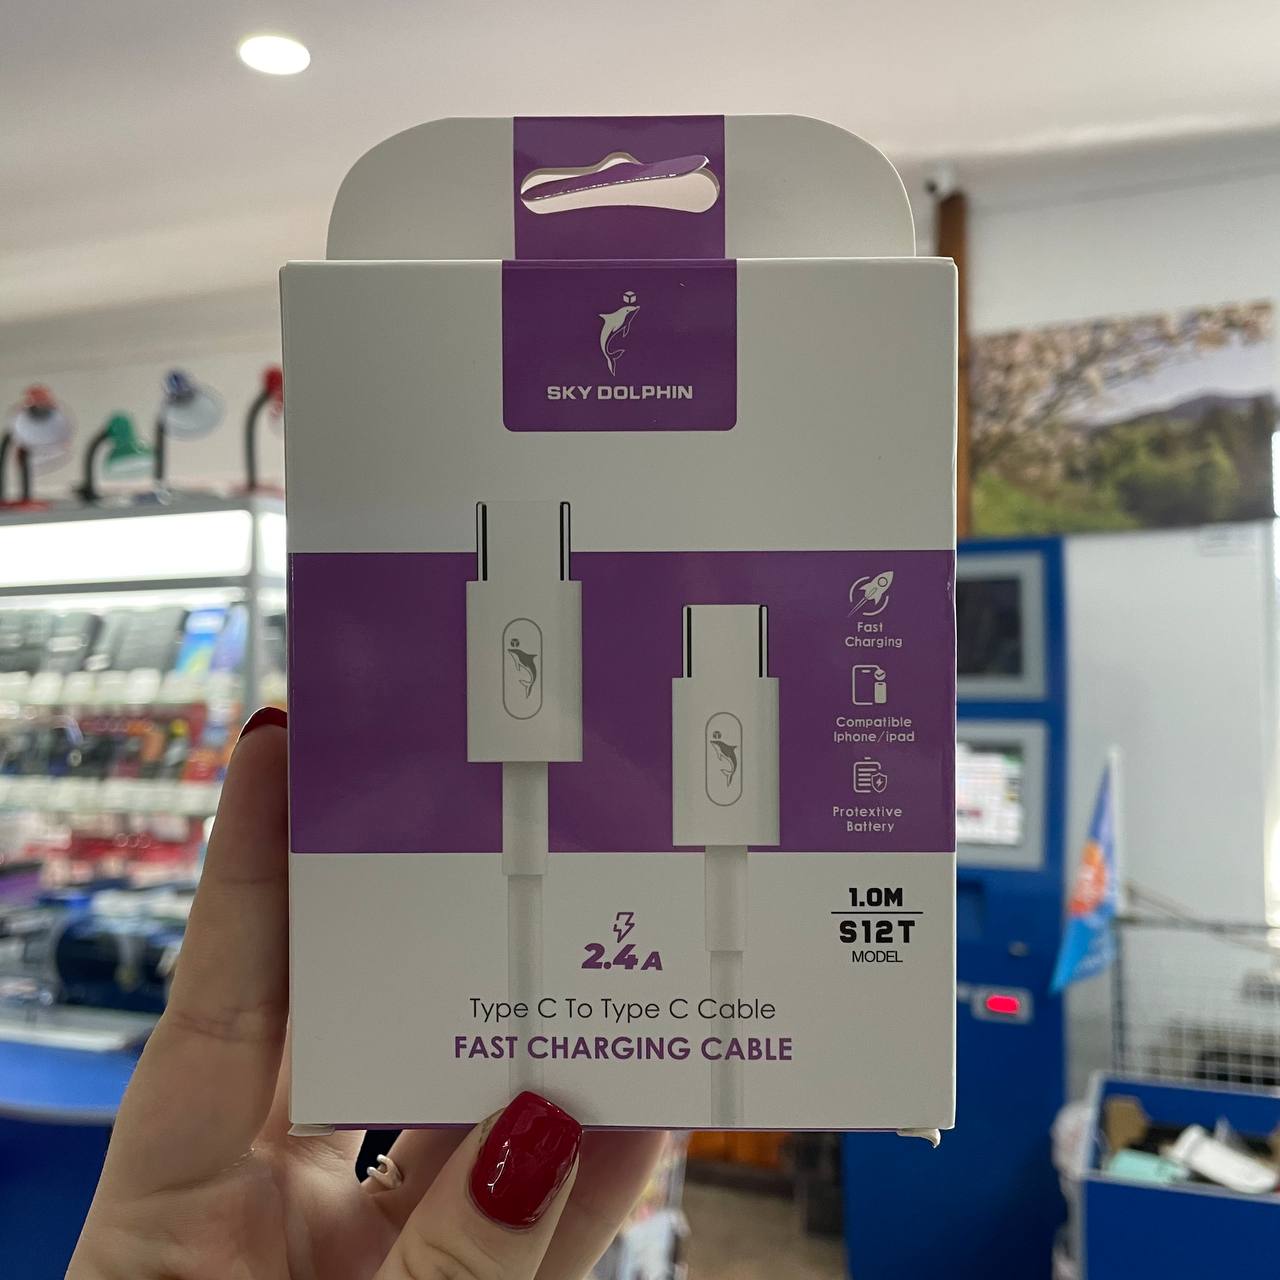 SKY DOLPHIN
Fast
Charging
Compatible
Iphone/ipad
Protextive
Battery
1.0M
S12T
MODEL
2.4A
Type C To Type C Cable
FAST CHARGING CABLE